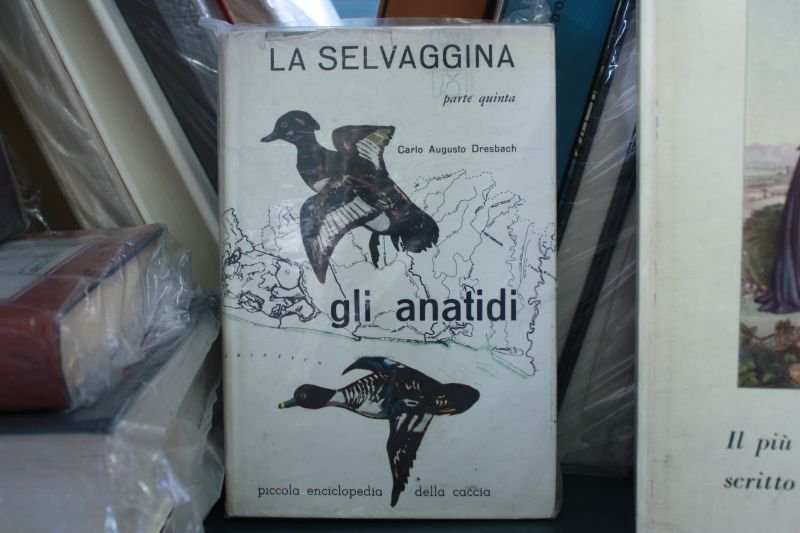 LA SELVAGGINA
parte quinta
Carlo Augusto Dresbach
gli anatidi
piccola enciclopedia della caccia
Il più
scritto